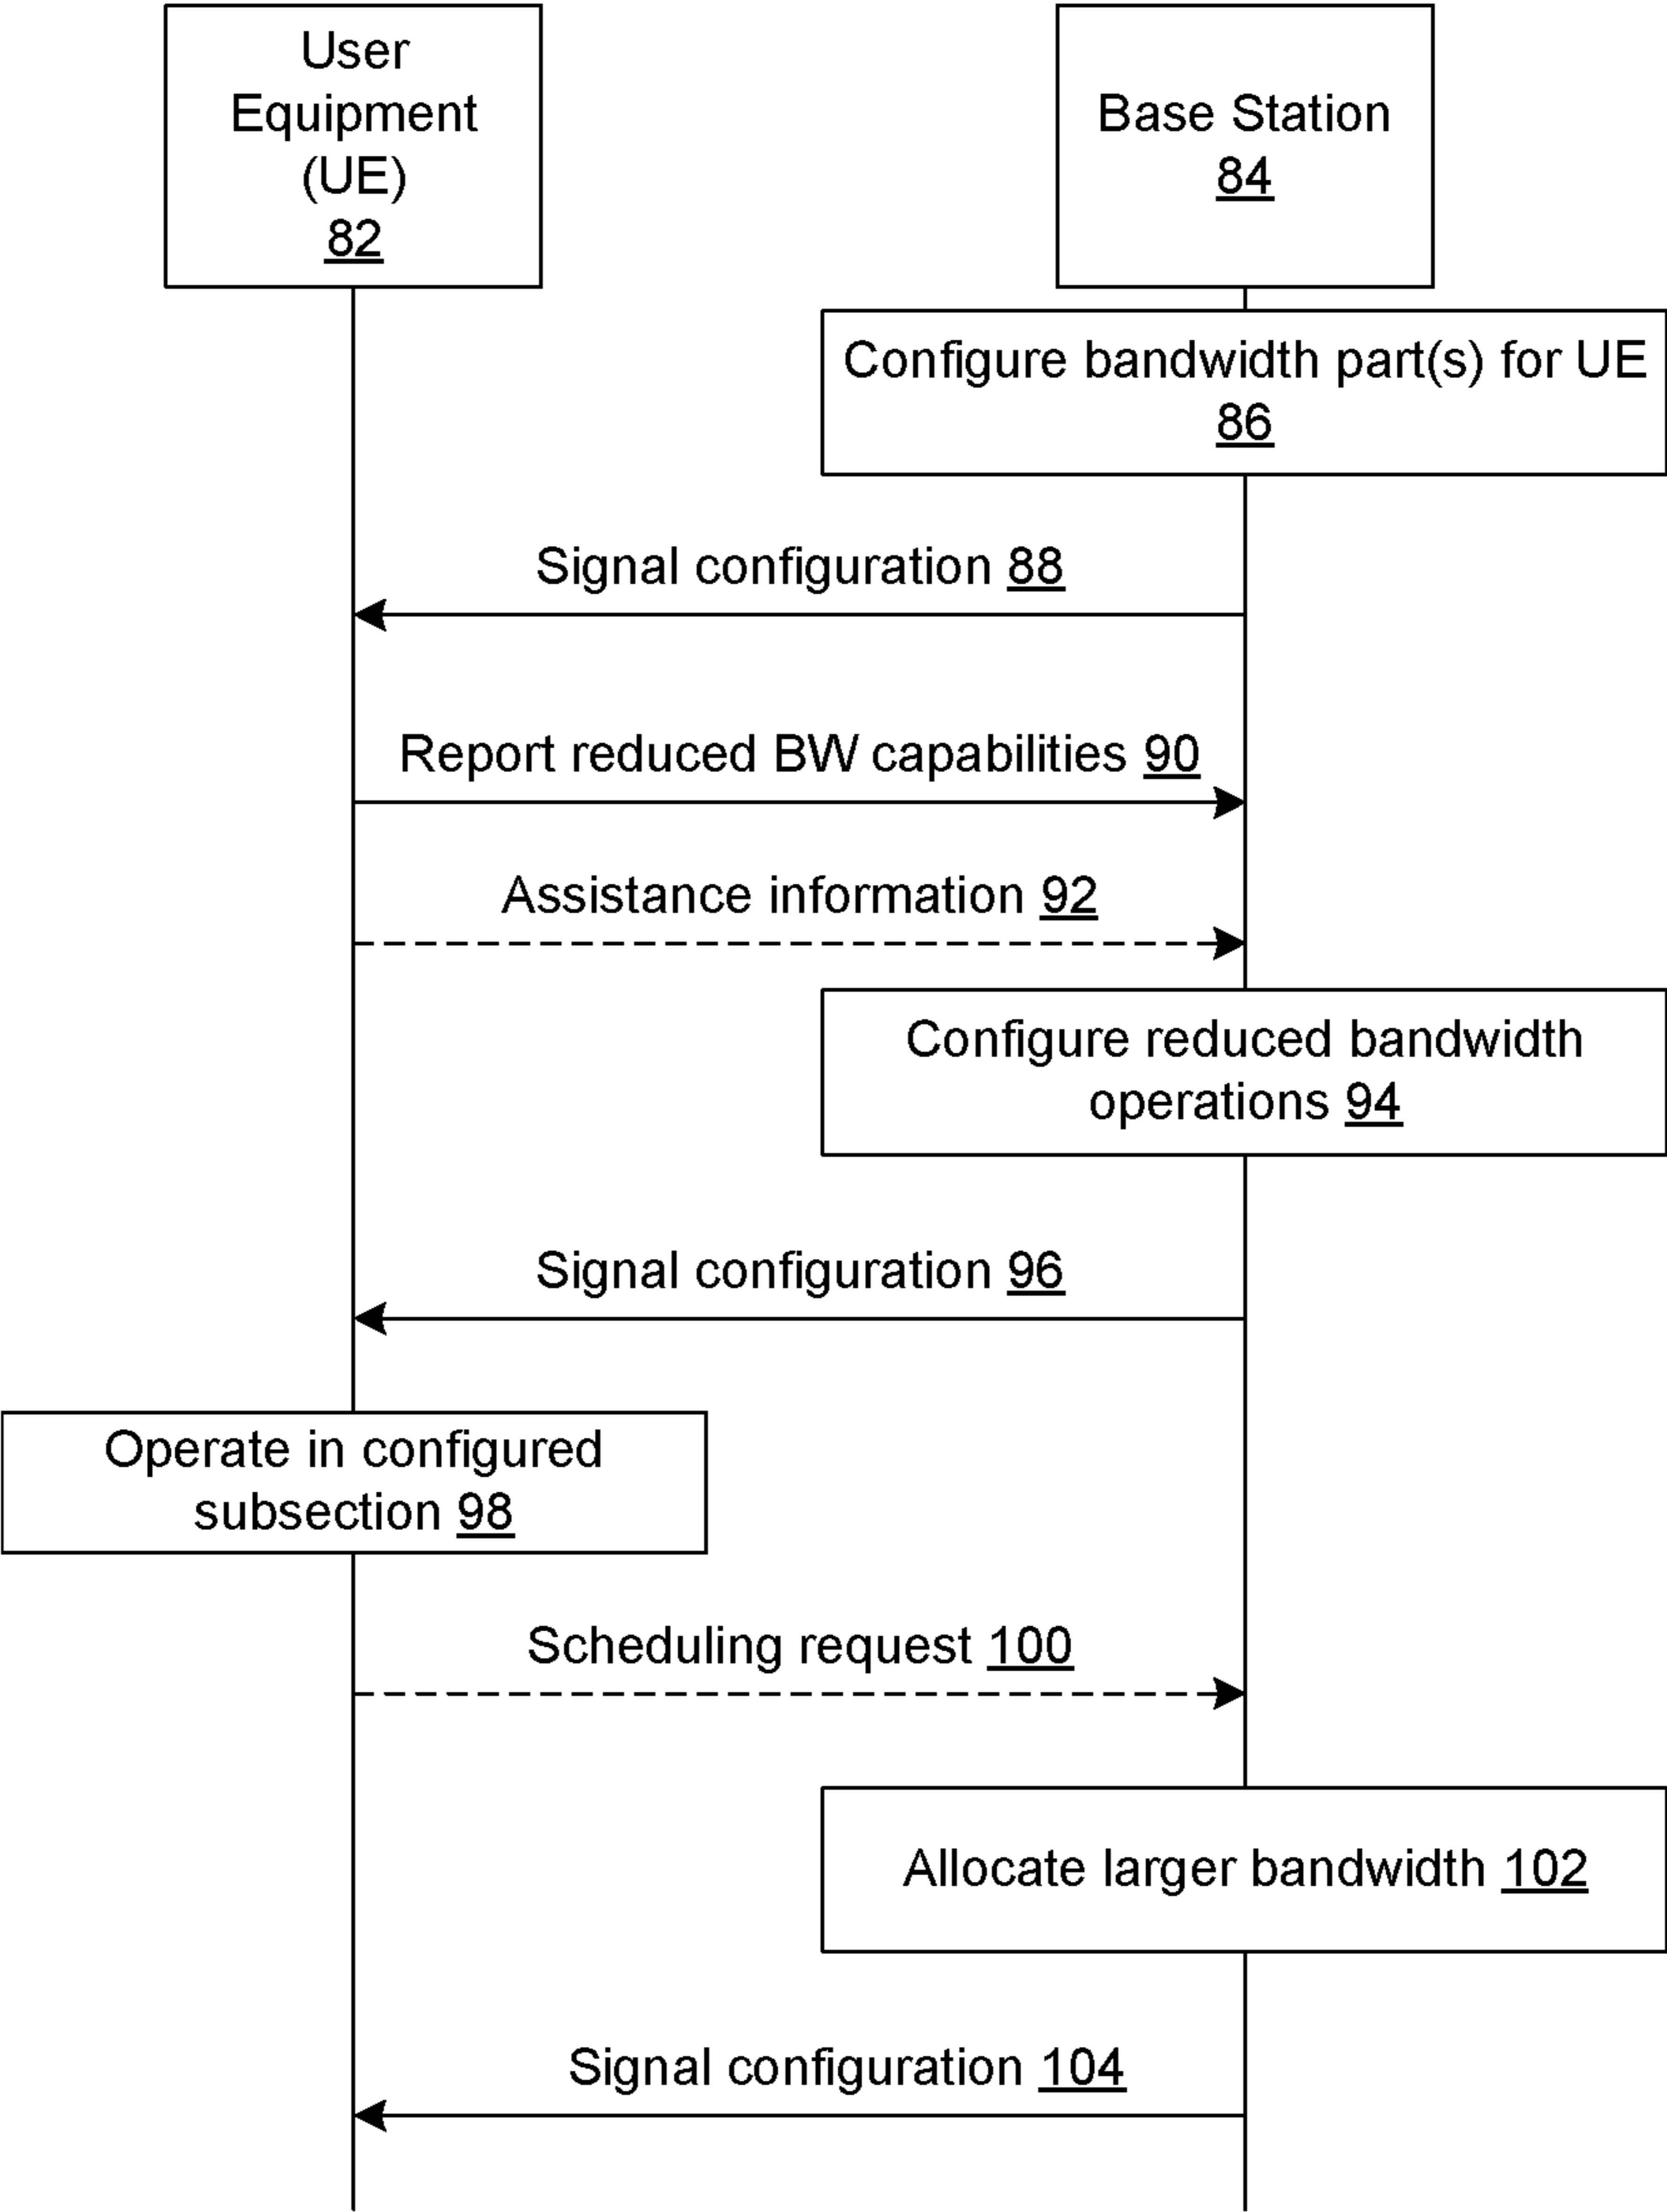 User
Equipment
(UE)
82
Base Station
84
Configure bandwidth part(s) for UE
86
Signal configuration 88
Report reduced BW capabilities 90
Assistance information 92
Configure reduced bandwidth
operations 94
Signal configuration 96
Operate in configured
subsection 98
Scheduling request 100
Allocate larger bandwidth 102
Signal configuration 104